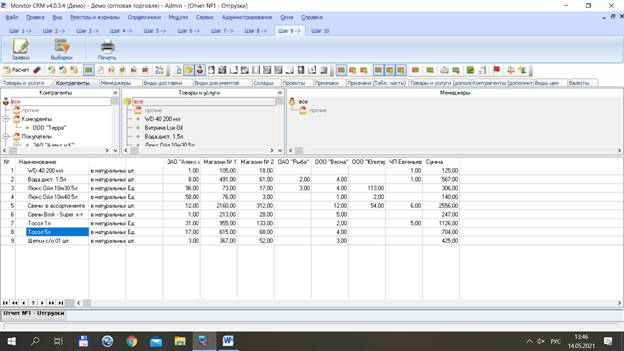 Monitor CRM v4.0.3.4 (Демо) - Демо (оптовая торговля) - Admin - [Отчет №1 - Отгрузки]
Файл Правка Вид Реестры и журналы Справочники Модули Сервис Администрирование Окна Справка
Шаг 1 -> Шаг 2 -> Шаг 3 -> Шаг 4 -> Шаг 5 -> Шаг 6 -> Шаг 7 -> Шаг 8 -> Шаг 9 -> Шаг 10
Заявки Выборки Печать
Расчет
Товары и услуги Контрагенты Менеджеры Виды доставки Виды документов Склады Проекты Признаки Признаки (Табл. часть) Товары и услуги (дополн Контрагенты (дополнит Виды цен Валюты
Контрагенты Товары и услуги Менеджеры
все все все
прочие прочие прочие
Конкуренты WD-40 200 мл
ООО "Терра" Витрина Lux Oil
Покупатели Вода дист. 1,5л
ЗАО "Алекс и К" Люкс Ойл 10w30 5л
№ Наименование ЗАО "Алекс и Магазин № 1 Магазин № 2 ОАО "Рыба" ООО "Весна" ООО "Юпитер ЧП Евгеньев Сумма
1 WD-40 200 мл в натуральных шт. 1,00 105,00 18,00 1,00 125,00
2 Вода дист. 1,5л в натуральных шт. 8,00 491,00 61,00 2,00 4,00 1,00 567,00
3 Люкс Ойл 10w30 5л в натуральных Ед. 96,00 73,00 17,00 3,00 4,00 113,00 306,00
4 Люкс Ойл 10w40 5л в натуральных Ед. 58,00 76,00 3,00 1,00 2,00 140,00
5 Свечи в ассортименте в натуральных шт. 12,00 2168,00 312,00 12,00 54,00 6,00 2556,00
6 Свечи Brisk - Super к-т в натуральных шт. 1,00 213,00 28,00 5,00 247,00
7 Тосол 1л в натуральных Ед. 31,00 955,00 133,00 2,00 5,00 1126,00
8 Тосол 5л в натуральных Ед. 17,00 615,00 68,00 4,00 704,00
9 Щетки с/о 01 шт. в натуральных шт. 3,00 367,00 52,00 3,00 425,00
Отчет №1 - Отгрузки
РУС 13:46
14.05.2021